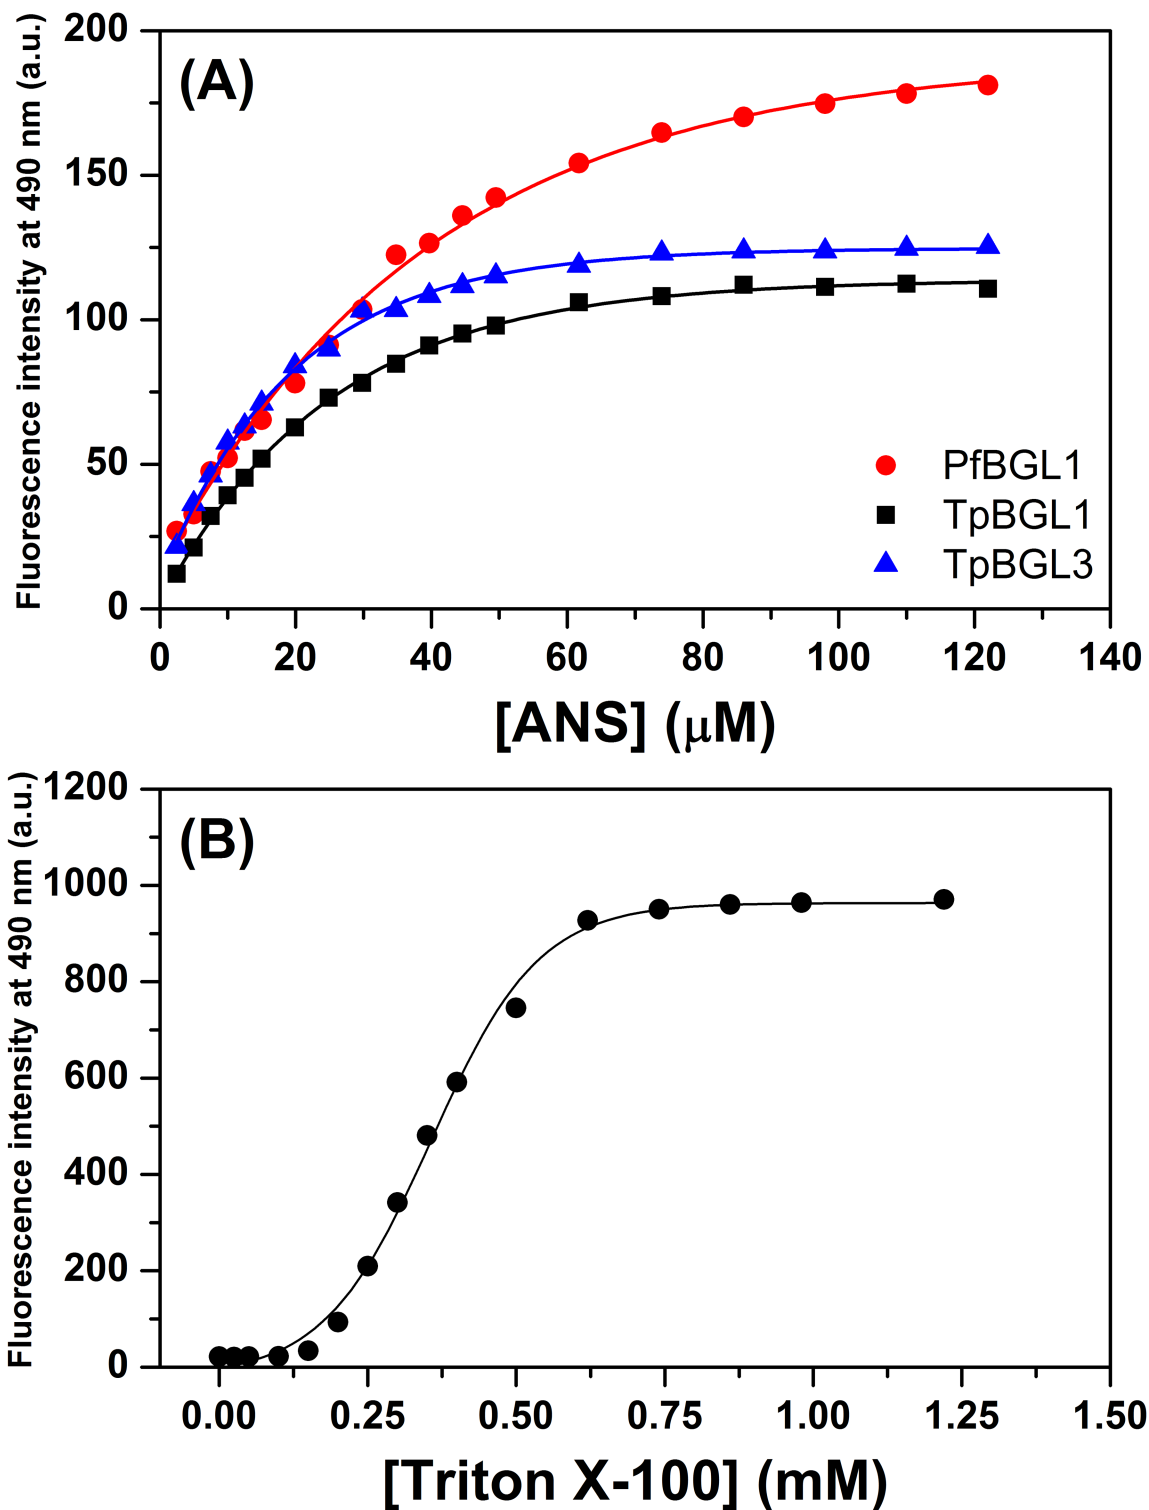 (A)
Fluorescence intensity at 490 nm (a.u.)
200
150
100
50
0
PfBGL1
TpBGL1
TpBGL3
0 20 40 60 80 100 120 140
[ANS] (μM)
(B)
Fluorescence intensity at 490 nm (a.u.)
1200
1000
800
600
400
200
0
0.00 0.25 0.50 0.75 1.00 1.25 1.50
[Triton X-100] (mM)